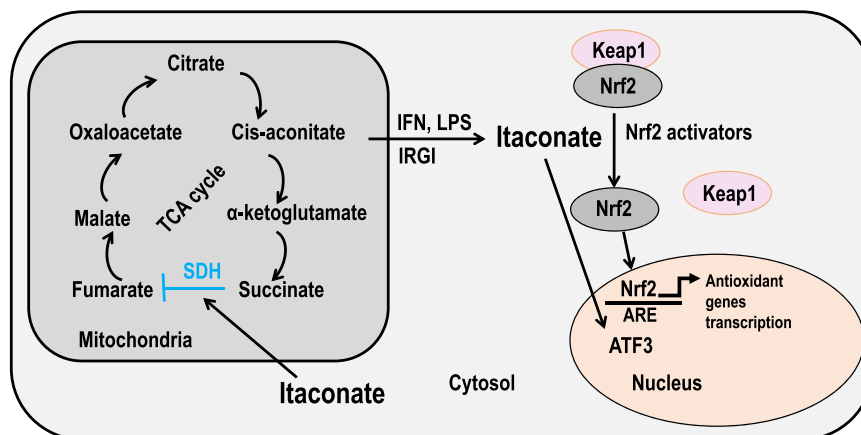 Citrate
Oxaloacetate
Cis-aconitate
TCA cycle
Malate
α-ketoglutamate
SDH
Fumarate
Succinate
Mitochondria
Itaconate
IFN, LPS
IRGI
Itaconate
Keap1
Nrf2
Nrf2 activators
Nrf2
Keap1
Nrf2
ARE
Antioxidant
genes
transcription
ATF3
Cytosol
Nucleus